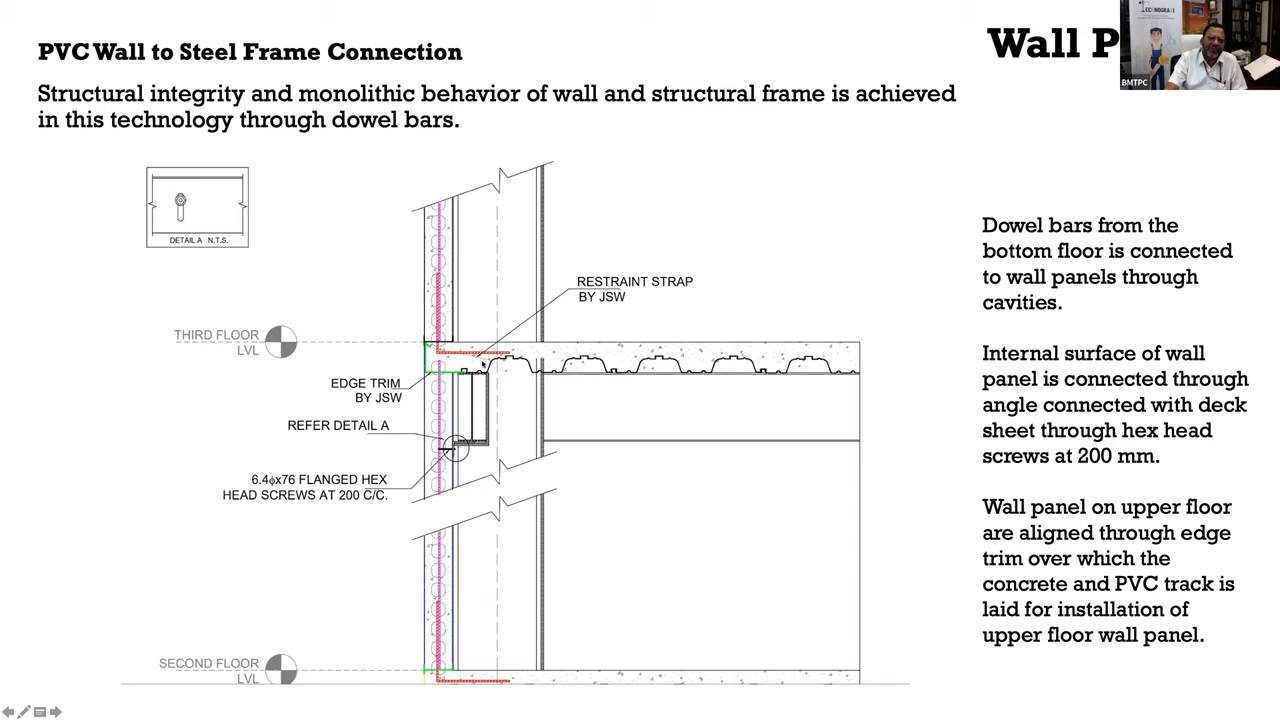 Wall P
PVC Wall to Steel Frame Connection
BMTPC
Structural integrity and monolithic behavior of wall and structural frame is achieved
in this technology through dowel bars.
DETAIL A N.T.S.
RESTRAINT STRAP
BY JSW
THIRD FLOOR
LVL
EDGE TRIM
BY JSW
REFER DETAIL A
6.4ϕx76 FLANGED HEX
HEAD SCREWS AT 200 C/C.
SECOND FLOOR
LVL
Dowel bars from the
bottom floor is connected
to wall panels through
cavities.
Internal surface of wall
panel is connected through
angle connected with deck
sheet through hex head
screws at 200 mm.
Wall panel on upper floor
are aligned through edge
trim over which the
concrete and PVC track is
laid for installation of
upper floor wall panel.